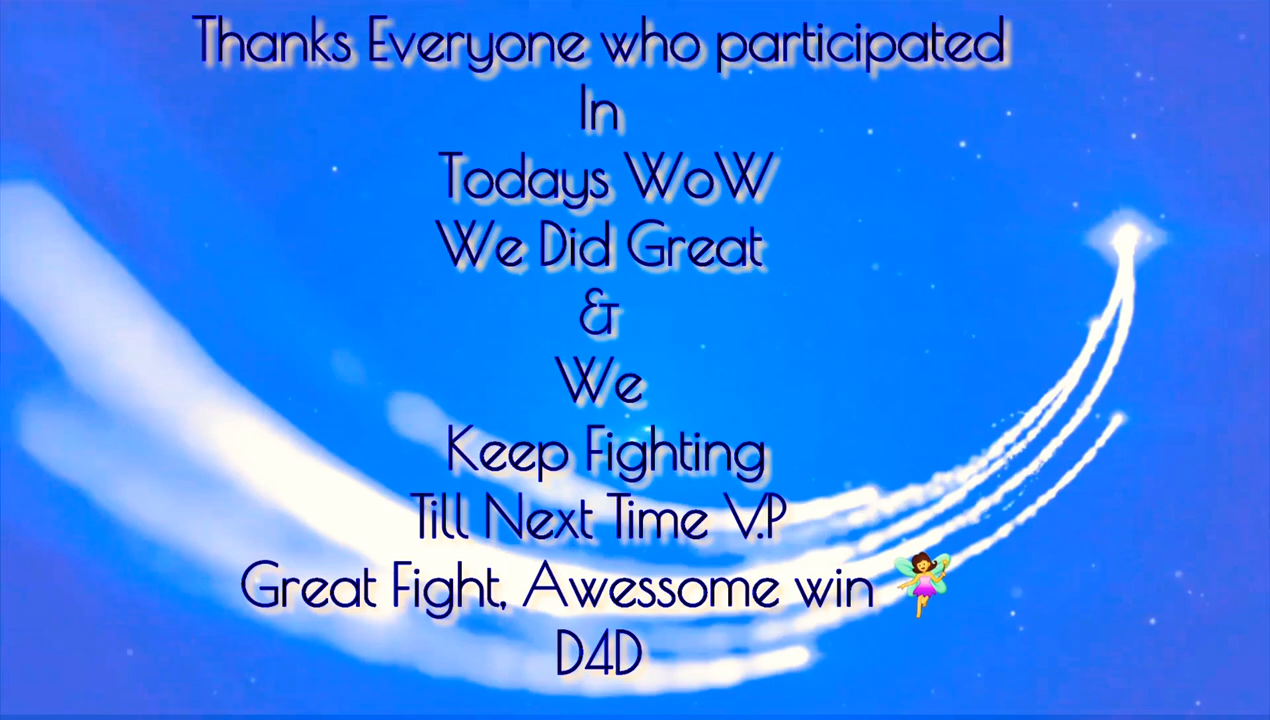 Thanks Everyone who participated
In
Todays WoW
We Did Great
&
We
Keep Fighting
Till Next Time V.P
Great Fight, Awessome win 🧚‍♀️
D4D